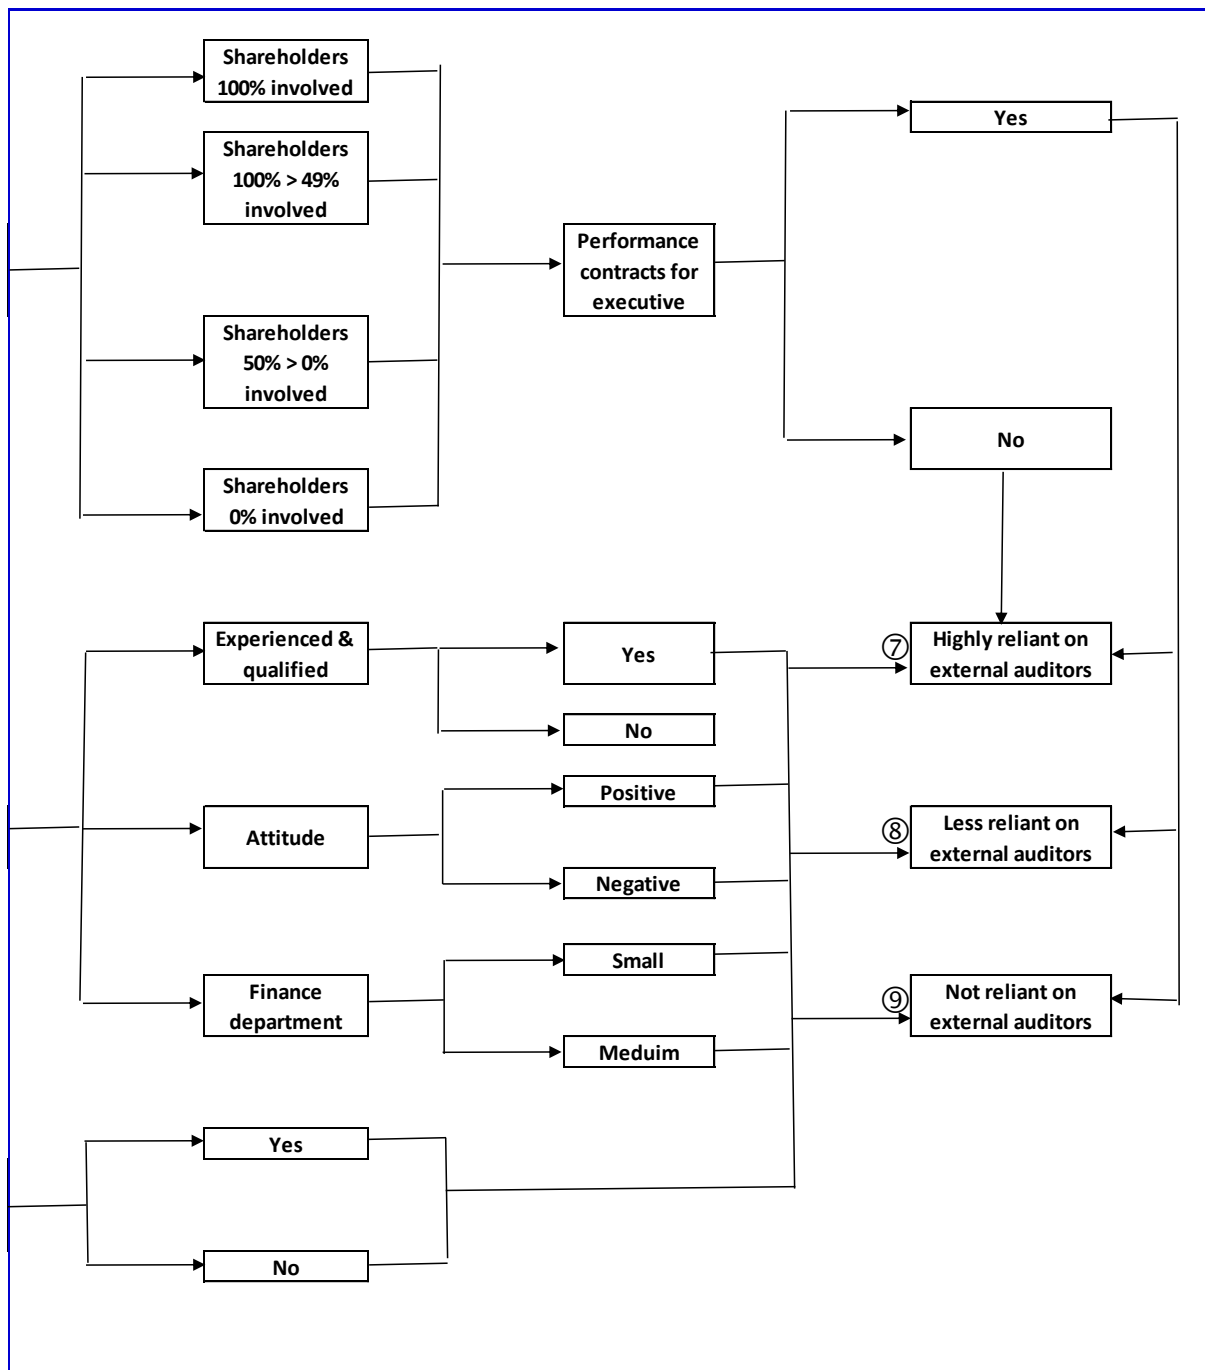 Shareholders
100% involved
Shareholders
100% > 49%
involved
Shareholders
50% > 0%
involved
Shareholders
0% involved
Performance
contracts for
executive
Yes
No
Experienced &
qualified
Yes
No
Attitude
Positive
Negative
Finance
department
Small
Meduim
Yes
No
⑦
Highly reliant on
external auditors
⑧
Less reliant on
external auditors
⑨
Not reliant on
external auditors